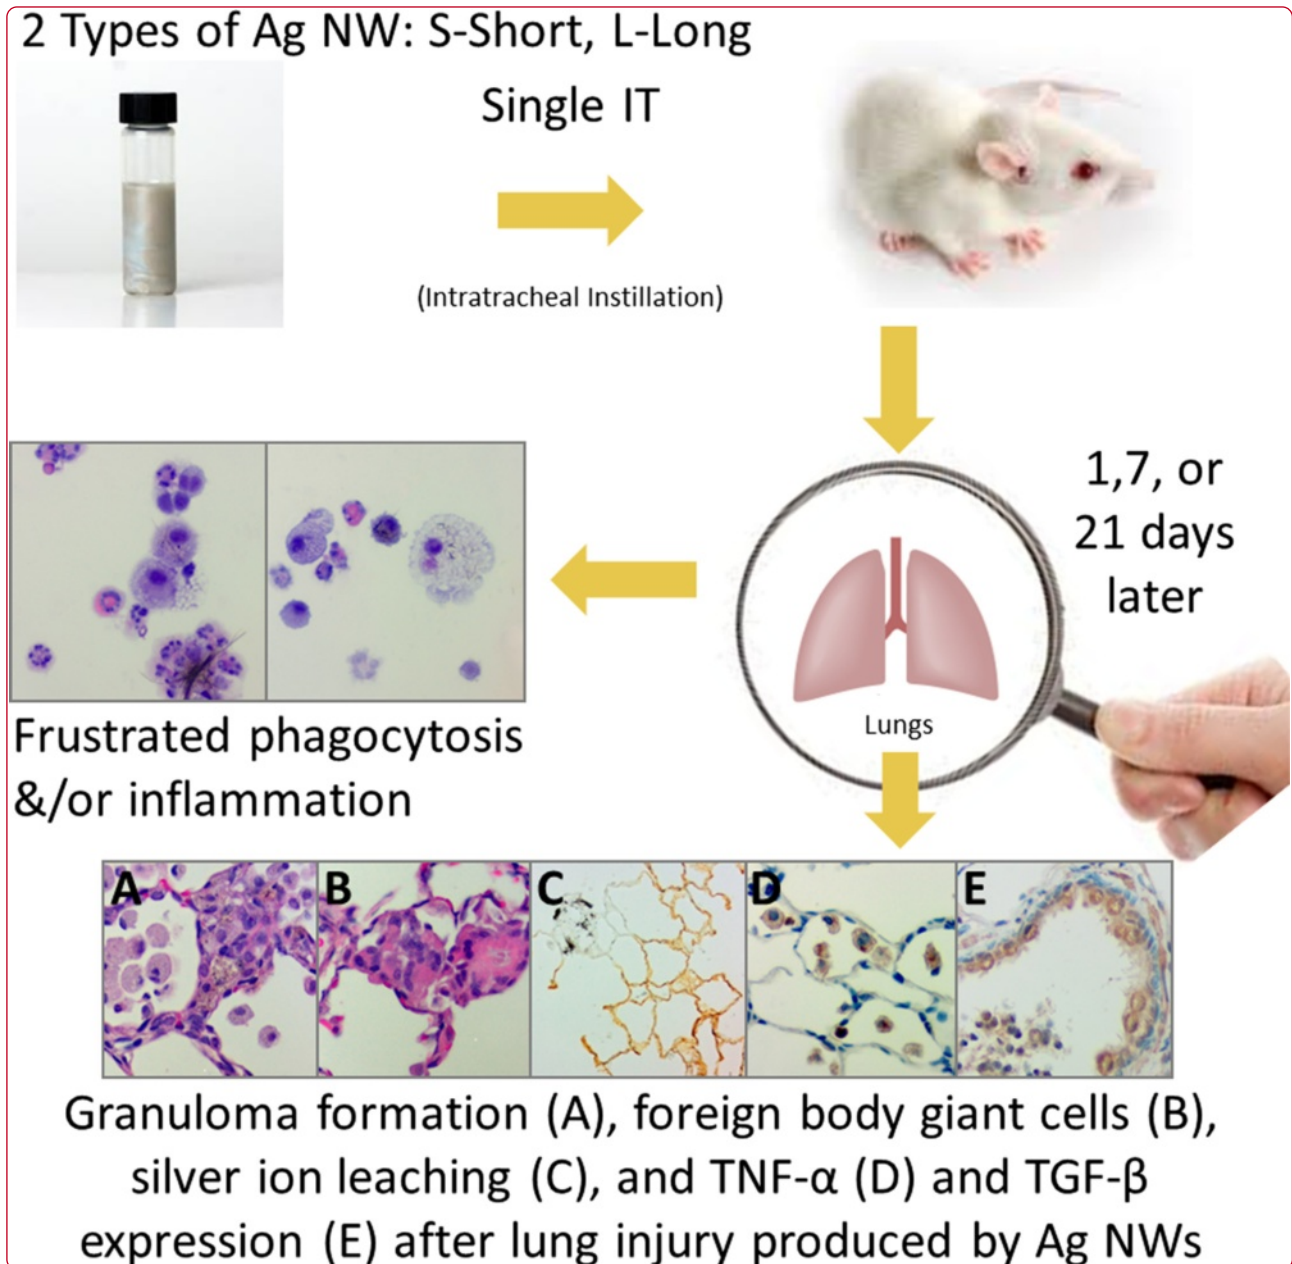 2 Types of Ag NW: S-Short, L-Long
Single IT
(Intratracheal Instillation)
1,7, or
21 days
later
Lungs
Frustrated phagocytosis
&/or inflammation
A
B
C
D
E
Granuloma formation (A), foreign body giant cells (B),
silver ion leaching (C), and TNF-α (D) and TGF-β
expression (E) after lung injury produced by Ag NWs